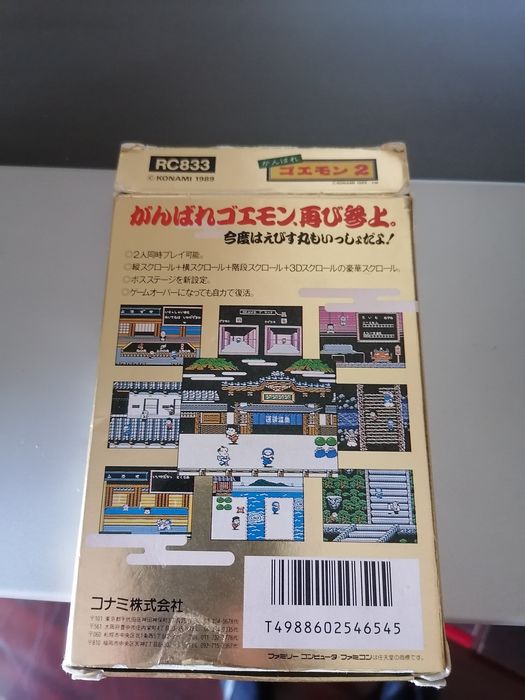 RC833
©KONAMI 1989
がんばれ
ゴエモン2
©KONAMI 1989
がんばれゴエモン、再び参上。
今度はえびす丸もいっしょだよ!
◎2人同時プレイ可能。
◎縦スクロール+横スクロール+階段スクロール+3Dスクロールの豪華スクロール。
◎ボスステージを新設定。
◎ゲームオーバーになっても自力で復活。
コナミ株式会社
T4988602546545
ファミリーコンピュータ・ファミコンは任天堂の商標です。